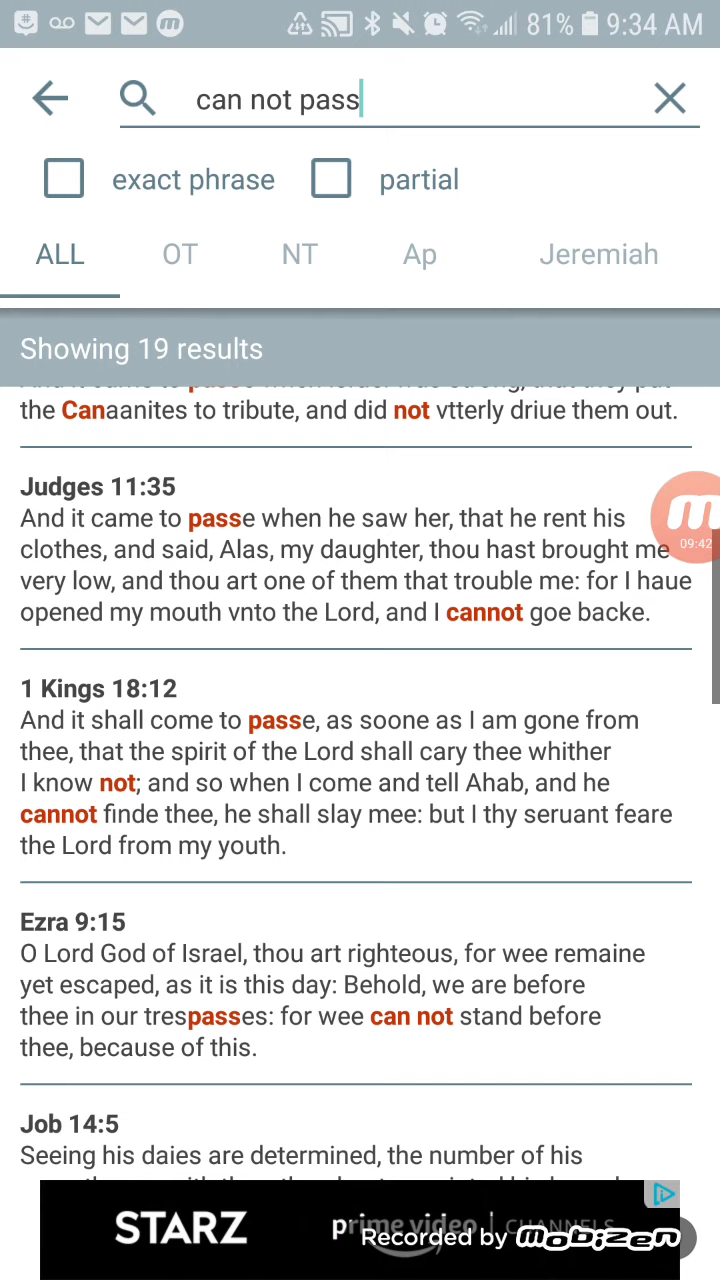 81% 9:34 AM
can not pass
exact phrase partial
ALL OT NT Ap Jeremiah
Showing 19 results
the Canaanites to tribute, and did not vtterly driue them out.
Judges 11:35
And it came to passe when he saw her, that he rent his
clothes, and said, Alas, my daughter, thou hast brought me
very low, and thou art one of them that trouble me: for I haue
opened my mouth vnto the Lord, and I cannot goe backe.
09:42
1 Kings 18:12
And it shall come to passe, as soone as I am gone from
thee, that the spirit of the Lord shall cary thee whither
I know not; and so when I come and tell Ahab, and he
cannot finde thee, he shall slay mee: but I thy seruant feare
the Lord from my youth.
Ezra 9:15
O Lord God of Israel, thou art righteous, for wee remaine
yet escaped, as it is this day: Behold, we are before
thee in our trespasses: for wee can not stand before
thee, because of this.
Job 14:5
Seeing his daies are determined, the number of his
STARZ prime video | CHANNELS
Recorded by mobizen